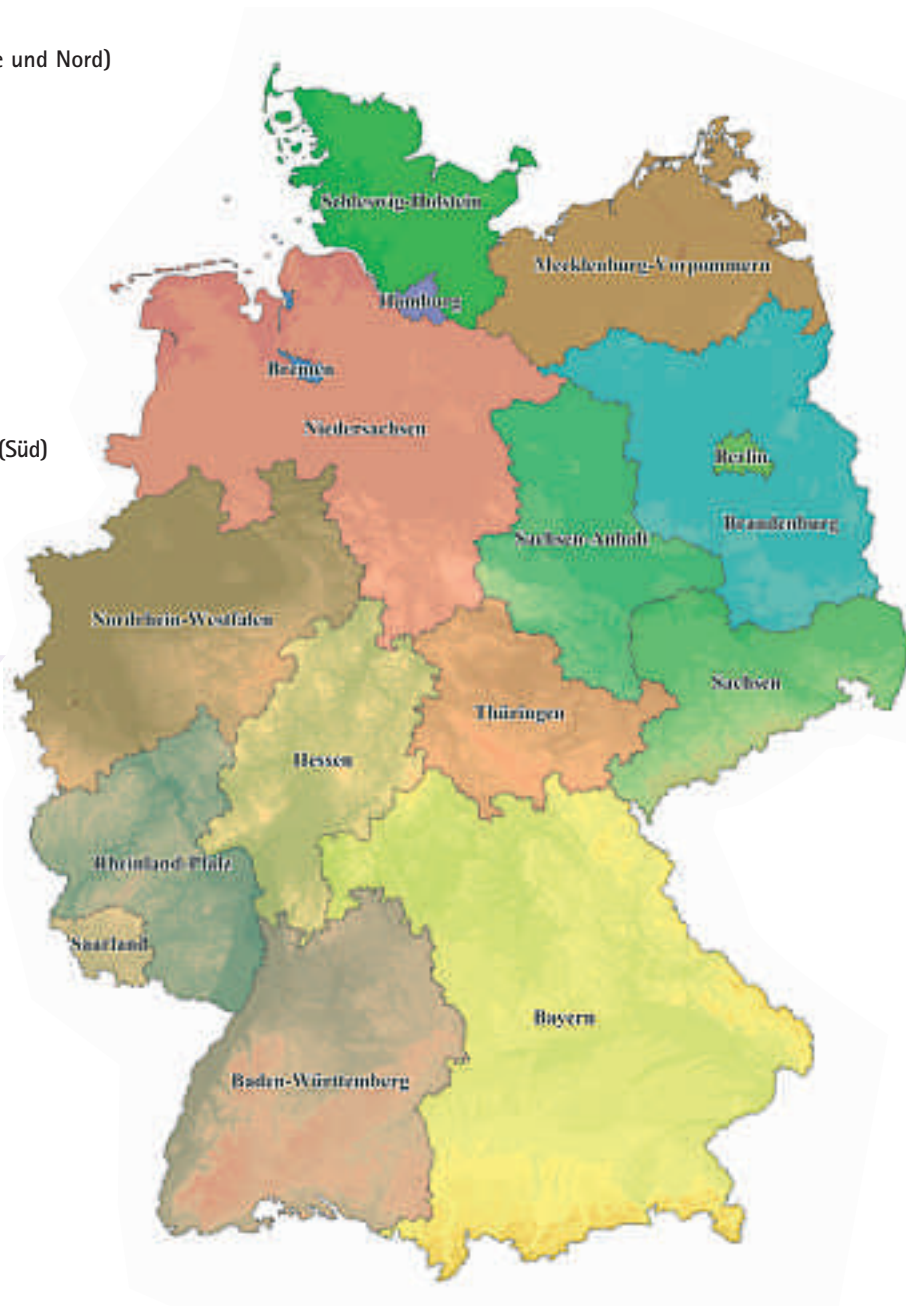 e und Nord)
Schleswig-Holstein
Mecklenburg-Vorpommern
Hamburg
Bremen
Niedersachsen
(Süd)
Berlin
Brandenburg
Sachsen-Anhalt
Nordrhein-Westfalen
Sachsen
Thüringen
Hessen
Rheinland-Pfalz
Saarland
Bayern
Baden-Württemberg